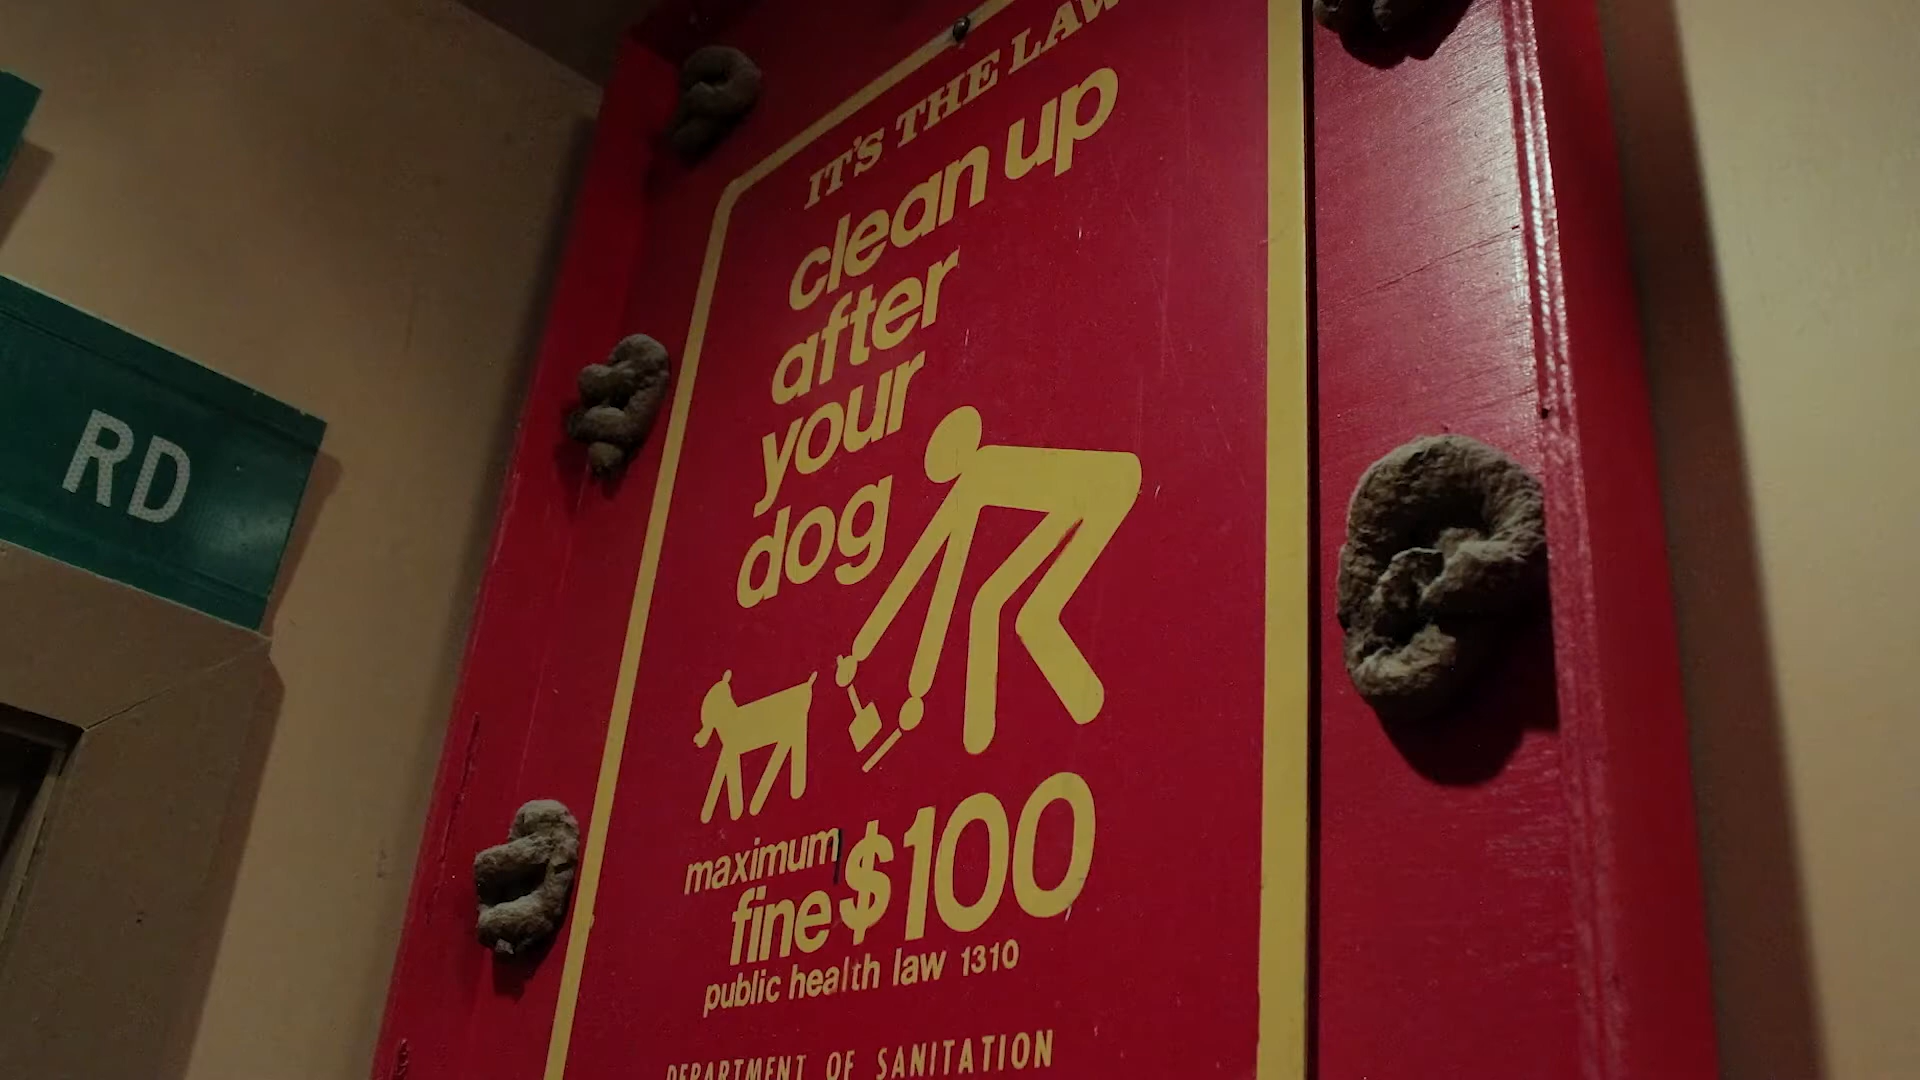 IT'S THE LAW
clean up
after
your
dog
maximum
fine $100
public health law 1310
DEPARTMENT OF SANITATION
RD